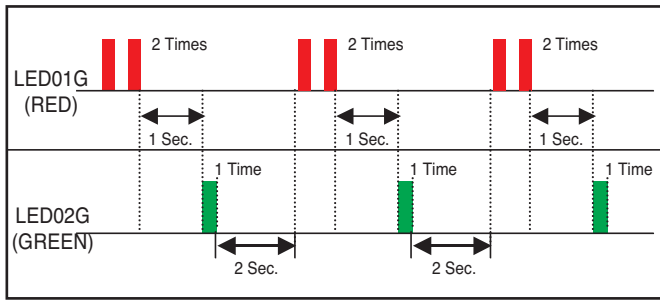 2 Times 2 Times 2 Times
LED01G
(RED)
1 Sec. 1 Sec. 1 Sec.
1 Time 1 Time 1 Time
LED02G
(GREEN)
2 Sec. 2 Sec.